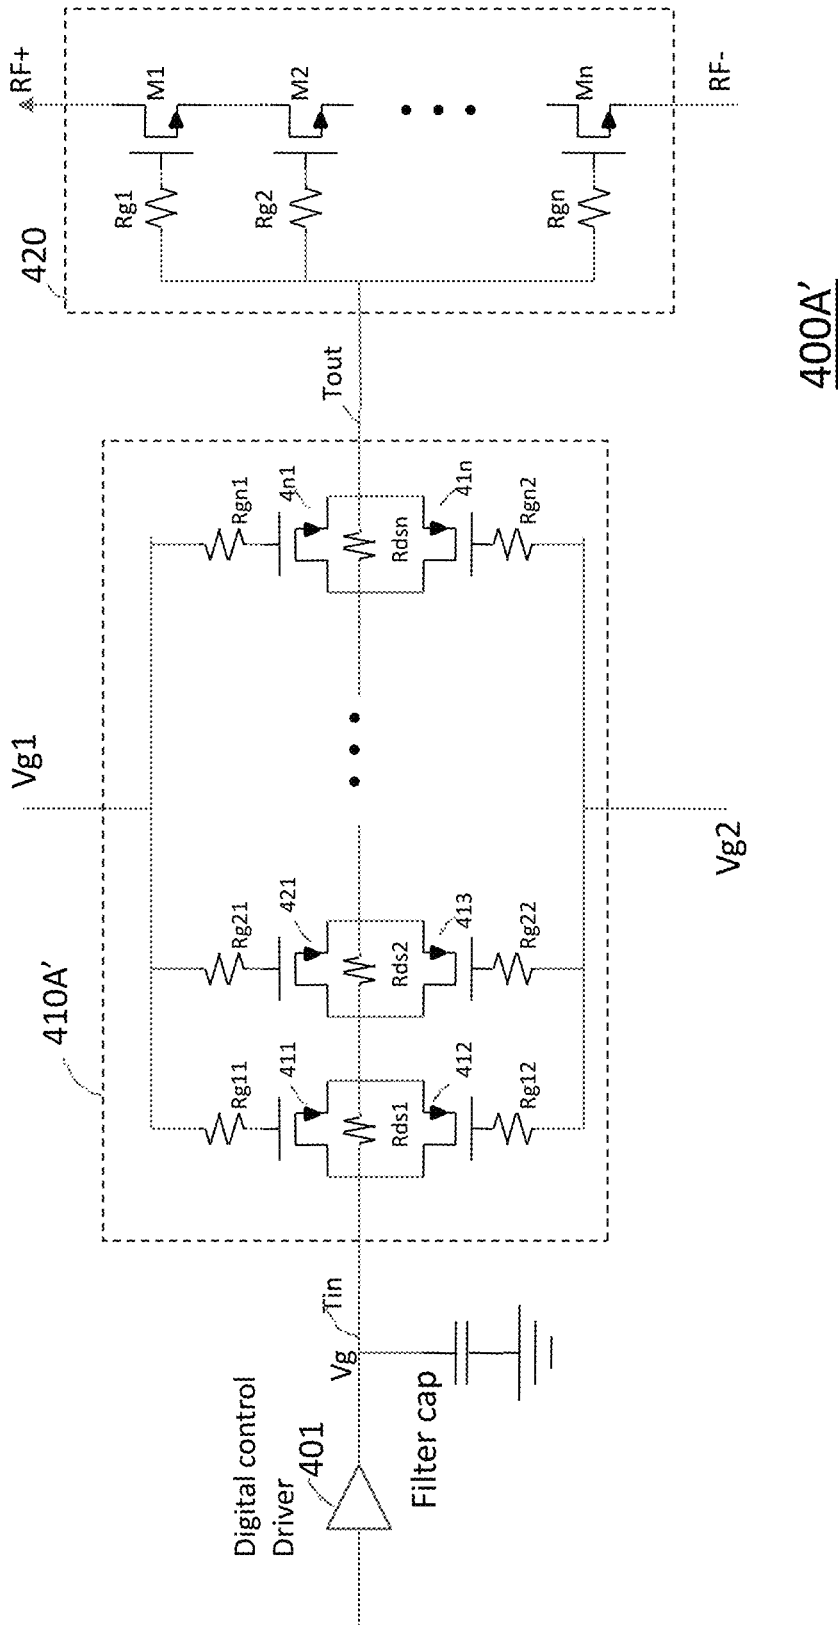 Digital control
Driver
401
Filter cap
Vg
Tin
410A'
Vg1
Rg11
Rg21
Rgn1
411
421
4n1
Rds1
Rds2
Rdsn
412
413
41n
Rg12
Rg22
Rgn2
Vg2
Tout
420
Rg1
Rg2
Rgn
M1
M2
Mn
RF+
RF-
400A'